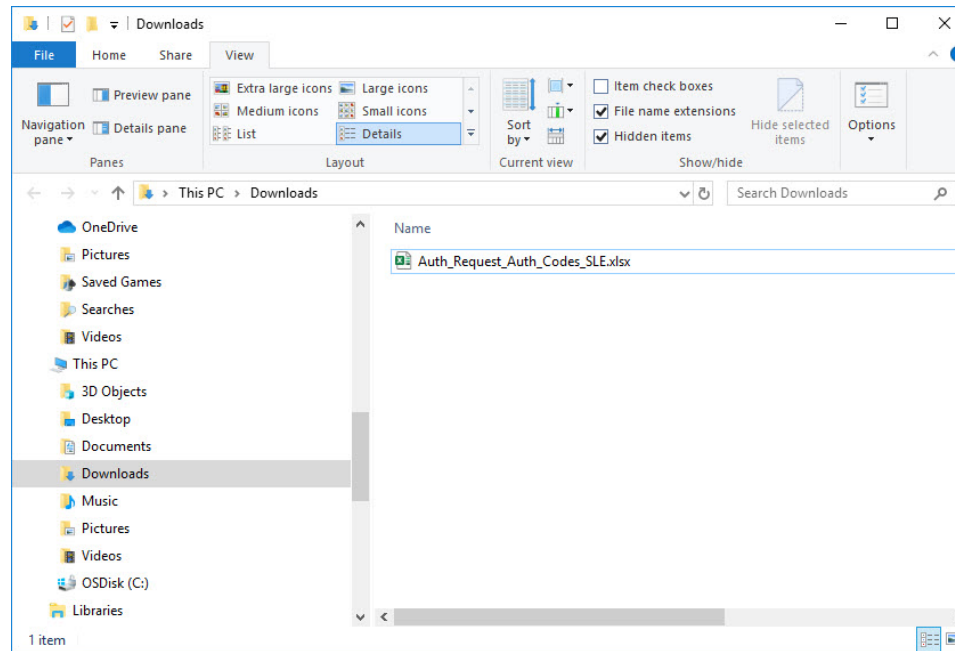 Downloads
File Home Share View
Navigation pane
Preview pane
Details pane
Panes
Extra large icons Large icons
Medium icons Small icons
List Details
Layout
Sort by
Current view
Item check boxes
File name extensions
Hidden items
Hide selected items
Show/hide
Options
This PC > Downloads
Search Downloads
OneDrive
Pictures
Saved Games
Searches
Videos
This PC
3D Objects
Desktop
Documents
Downloads
Music
Pictures
Videos
OSDisk (C:)
Libraries
Name
Auth_Request_Auth_Codes_SLE.xlsx
1 item